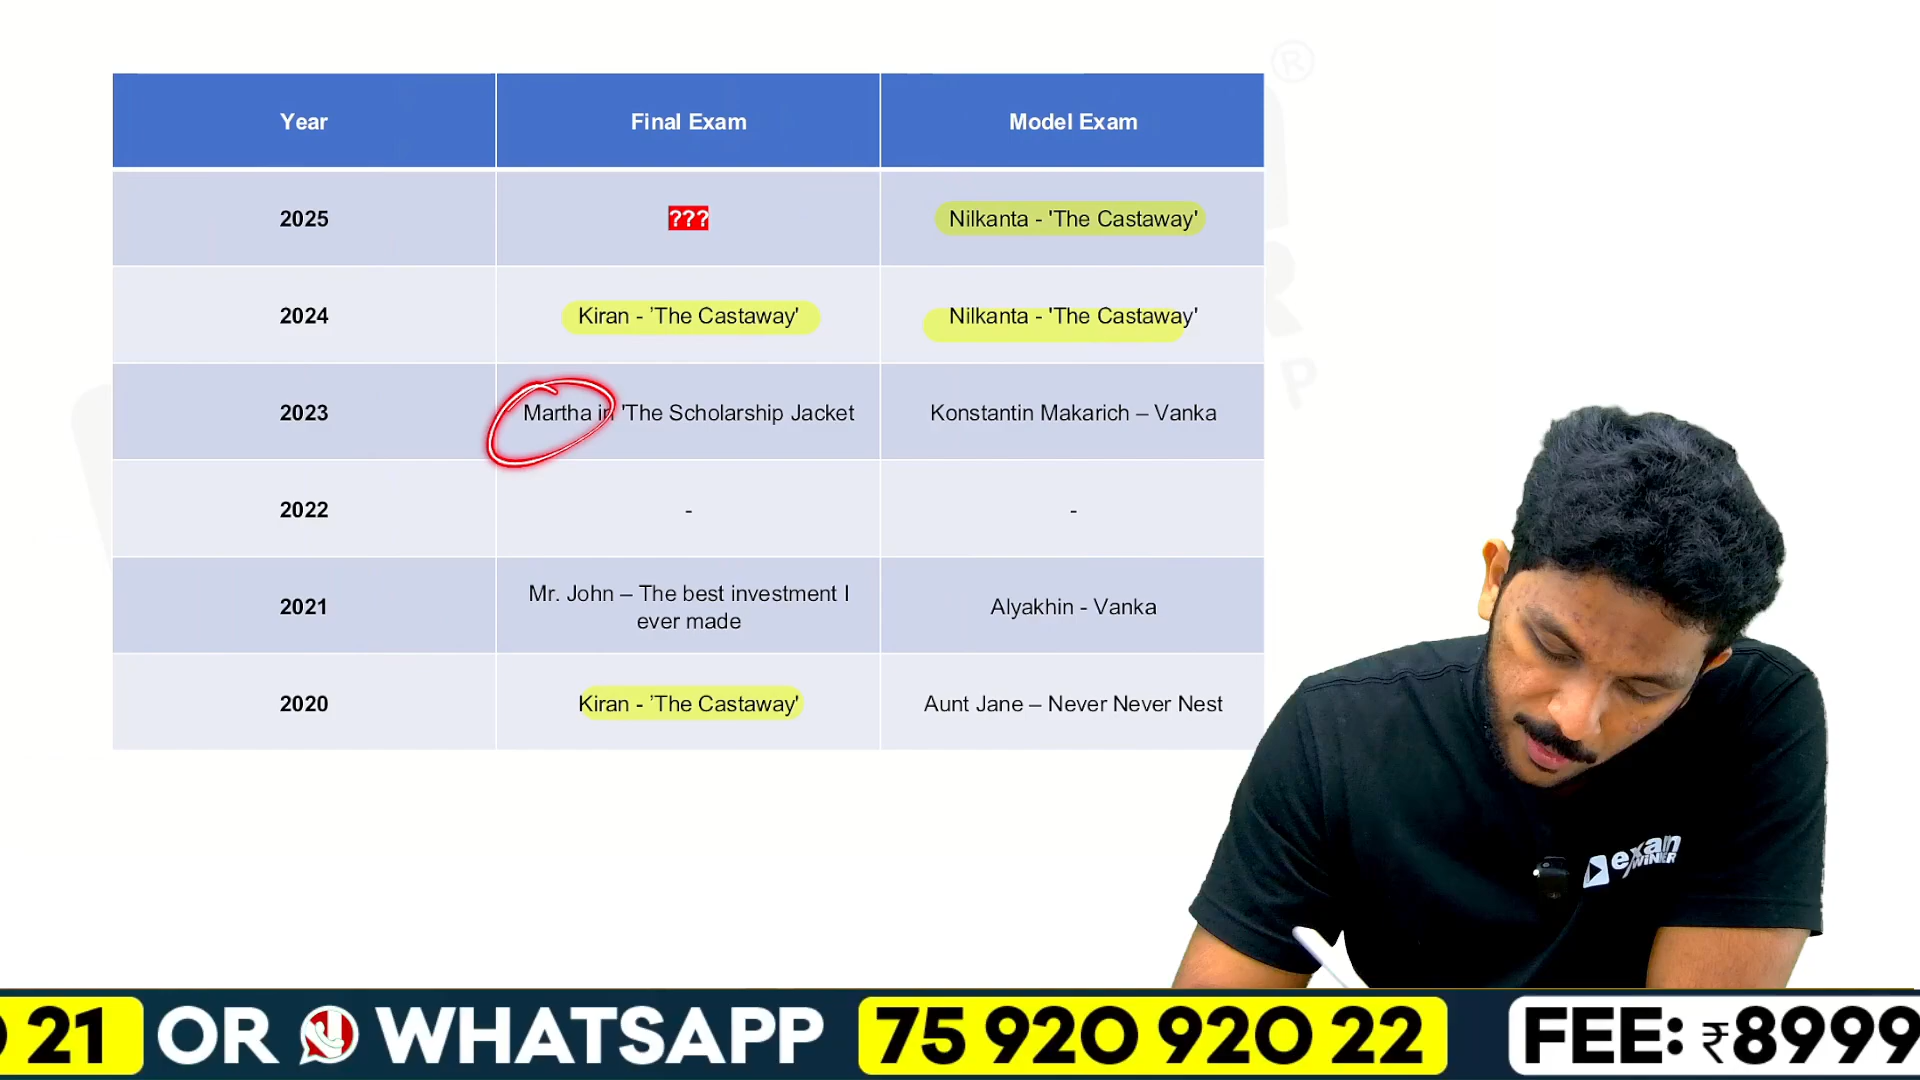 Year Final Exam Model Exam
2025 ??? Nilkanta - 'The Castaway'
2024 Kiran - ’The Castaway' Nilkanta - 'The Castaway'
2023 Martha in 'The Scholarship Jacket Konstantin Makarich – Vanka
2022 - -
2021 Mr. John – The best investment I
ever made Alyakhin - Vanka
2020 Kiran - ’The Castaway' Aunt Jane – Never Never Nest
exam
WINNER
21 OR WHATSAPP 75 920 920 22 FEE: ₹8999